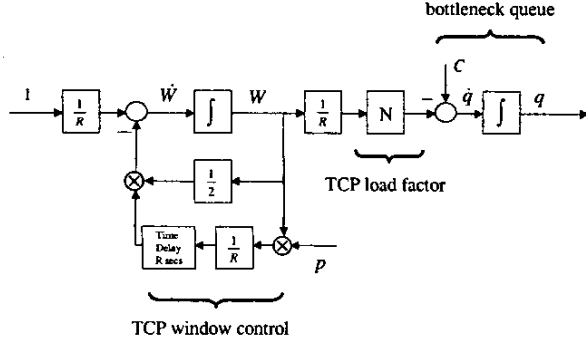 bottleneck queue
C
1
1/R
−
Ẇ
∫
W
1/R
N
−
q̇
∫
q
TCP load factor
1/2
Time
Delay
R secs
1/R
p
TCP window control